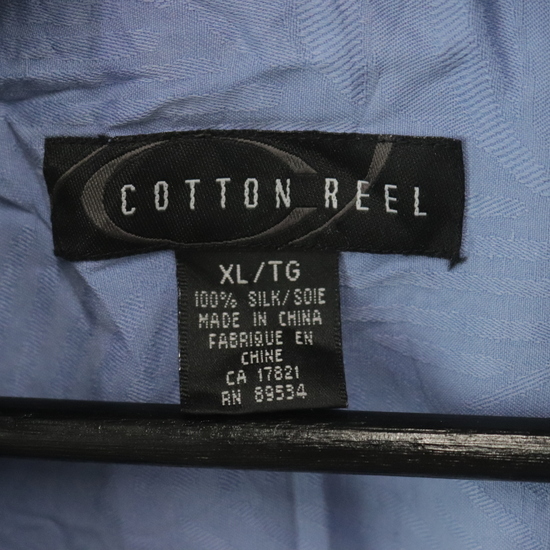 COTTON REEL
XL/TG
100% SILK/SOIE
MADE IN CHINA
FABRIQUE EN
CHINE
CA 17821
RN 89534